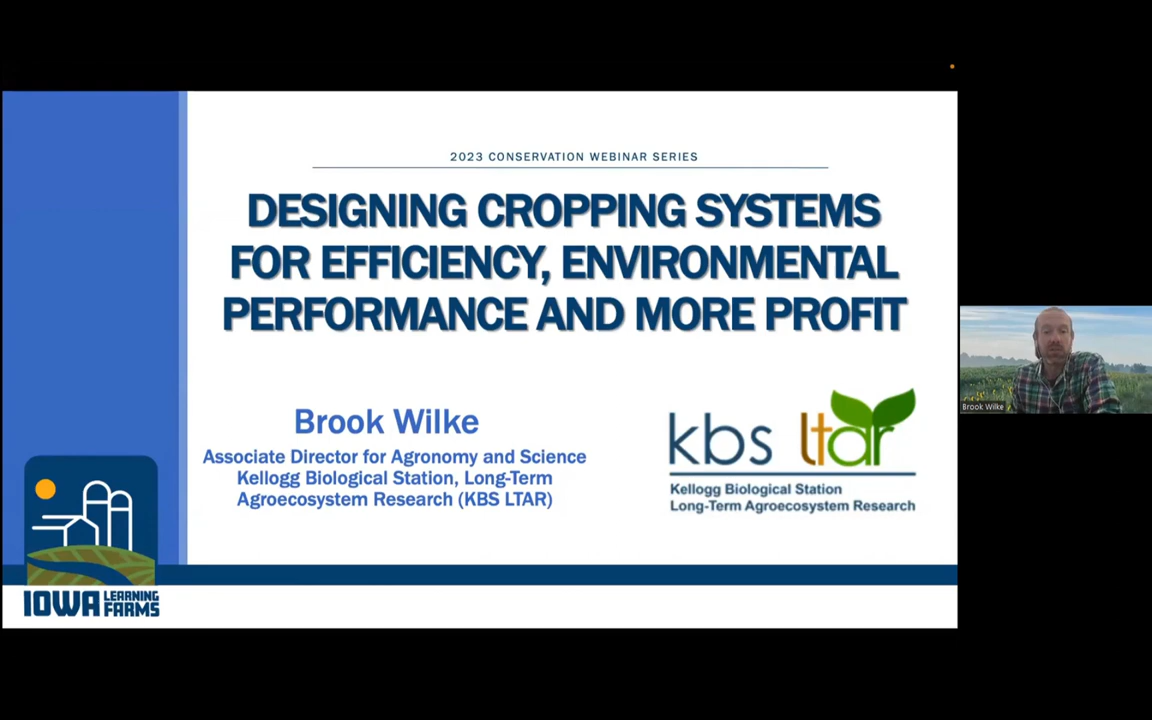 2023 CONSERVATION WEBINAR SERIES
DESIGNING CROPPING SYSTEMS
FOR EFFICIENCY, ENVIRONMENTAL
PERFORMANCE AND MORE PROFIT
Brook Wilke
Associate Director for Agronomy and Science
Kellogg Biological Station, Long-Term
Agroecosystem Research (KBS LTAR)
kbs ltar
Kellogg Biological Station
Long-Term Agroecosystem Research
IOWA LEARNING
FARMS
Brook Wilke